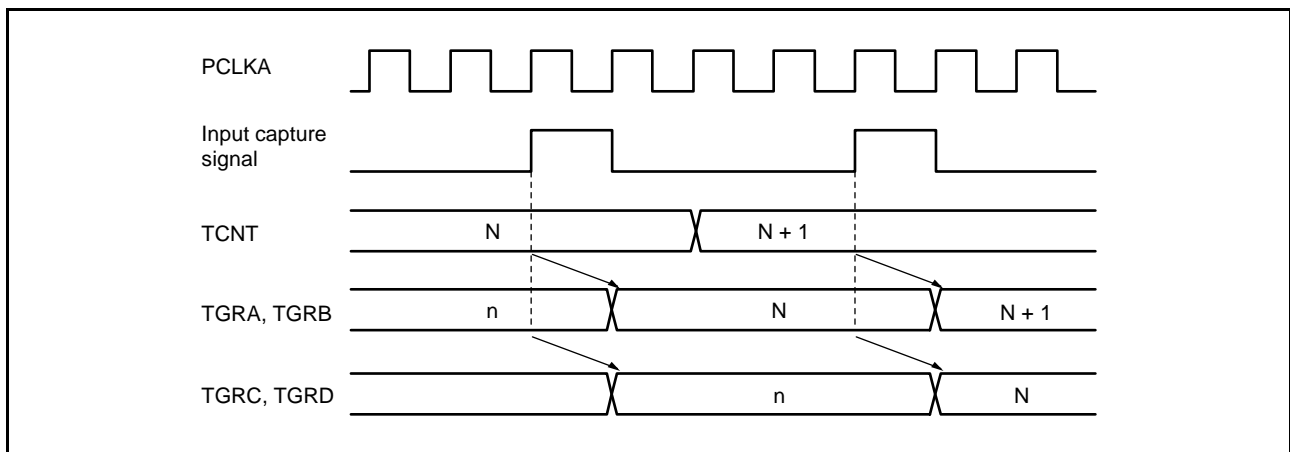 PCLKA
Input capture
signal
TCNT
N
N + 1
TGRA, TGRB
n
N
N + 1
TGRC, TGRD
n
N